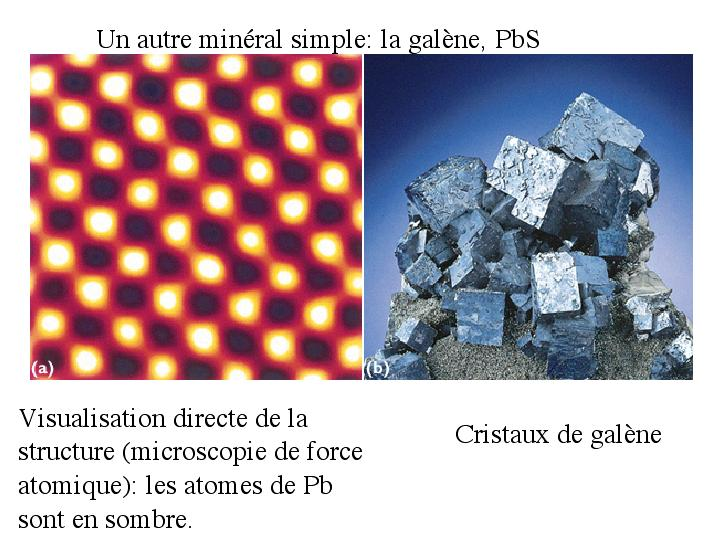 Un autre minéral simple: la galène, PbS
(a)
(b)
Visualisation directe de la
structure (microscopie de force
atomique): les atomes de Pb
sont en sombre.
Cristaux de galène